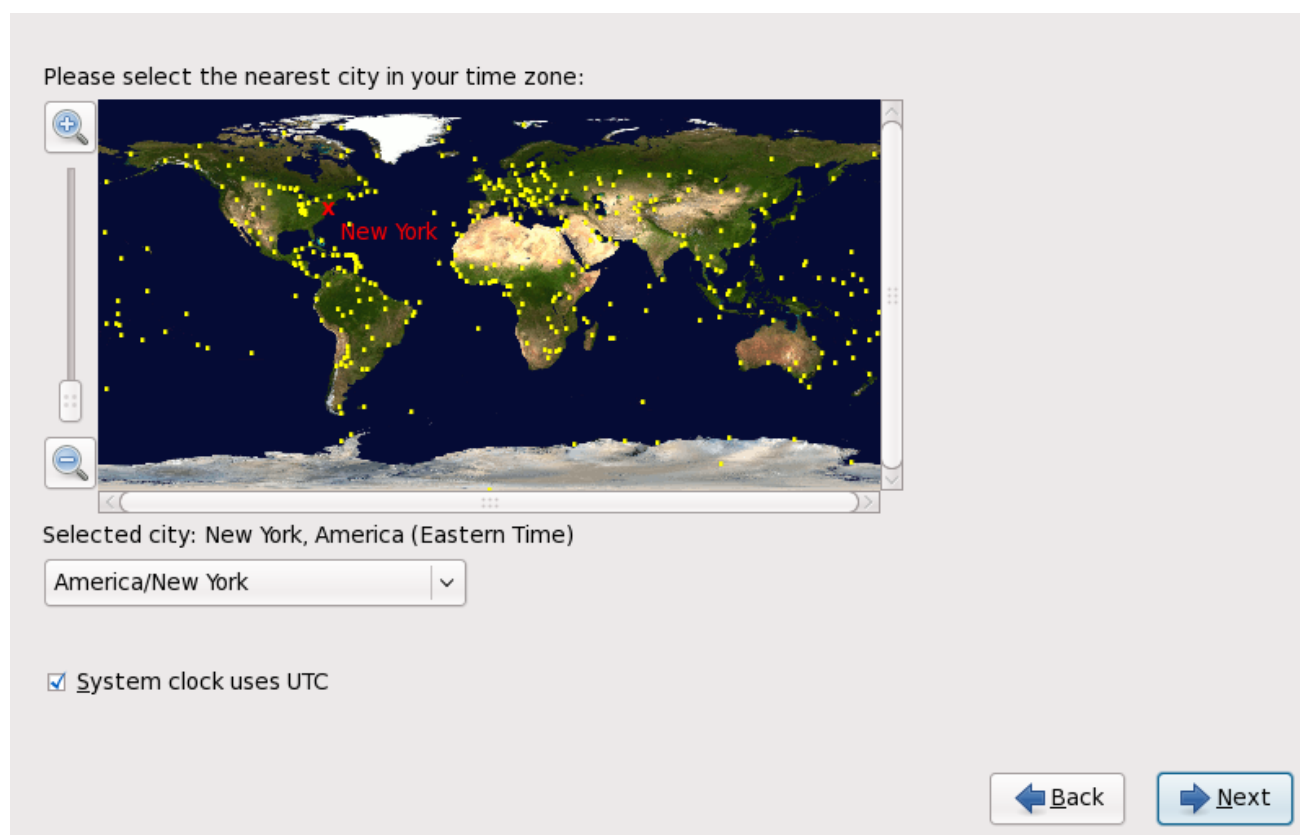 Please select the nearest city in your time zone:
New York
Selected city: New York, America (Eastern Time)
America/New York
System clock uses UTC
Back
Next